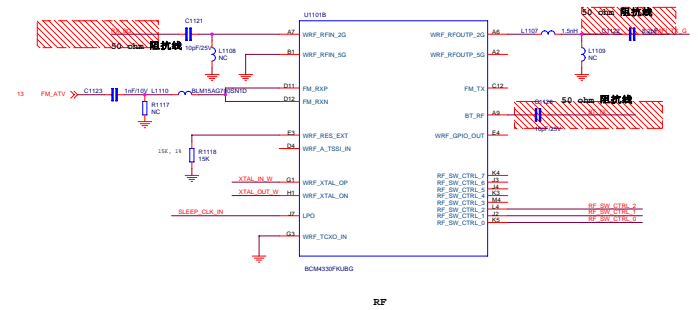 50 ohm 阻抗线
C1121
U1101B
A7
WRF_RFIN_2G
WRF_RFOUTP_2G
A6
L1107
1.5nH
50 ohm 阻抗线
10pF/25V
L1108
NC
B1
WRF_RFIN_5G
A2
L1109
NC
D11
FM_RXP
FM_TX
C12
13
FM_ATV
C1123
1nF/10V
L1110
D12
FM_RXN
R1117
NC
BT_RF
A9
50 ohm 阻抗线
10pF/25V
E3
WRF_RES_EXT
WRF_GPIO_OUT
E4
15K, 1%
R1118
15K
D4
WRF_A_TSSI_IN
XTAL_IN_W
G1
WRF_XTAL_OP
XTAL_OUT_W
H1
WRF_XTAL_ON
RF_SW_CTRL_7
K4
RF_SW_CTRL_6
J3
RF_SW_CTRL_5
J4
RF_SW_CTRL_4
K3
RF_SW_CTRL_3
M4
RF_SW_CTRL_2
L4
RF_SW_CTRL_2
RF_SW_CTRL_1
J2
RF_SW_CTRL_1
RF_SW_CTRL_0
K5
RF_SW_CTRL_0
SLEEP_CLK_IN
J7
LPO
G3
WRF_TCXO_IN
BCM4330FKUBG
RF